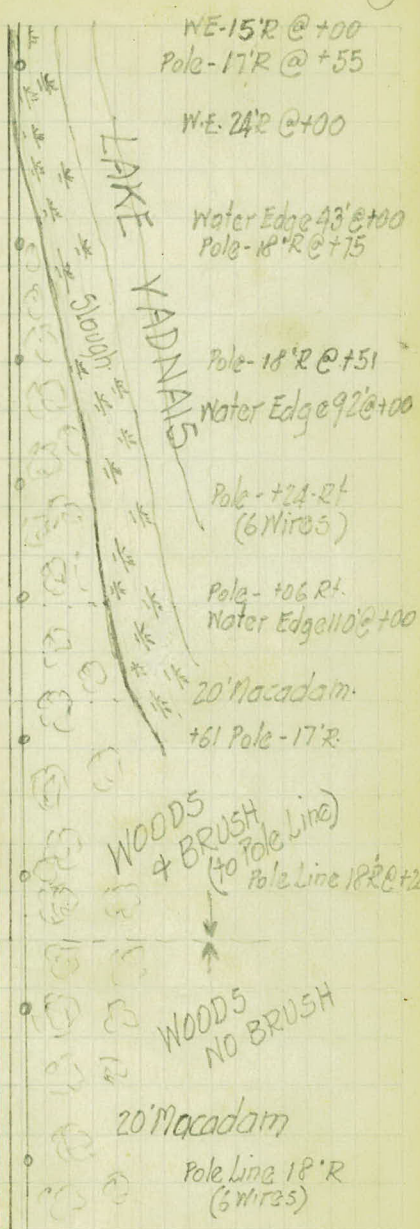 WE-15'R @ +00
Pole-17'R @ +55
W.E. 24'R @+00
LAKE VADNAIS
Water Edge 43' @+00
Pole-18'R @ +75
Slough
Pole-18'R @ +51
Water Edge 92' @+00
Pole - +24-Rt.
(6 Wires)
Pole - +06 Rt.
Water Edge 110' @+00
20' Macadam.
+61 Pole-17'R.
WOODS
& BRUSH
(to Pole Line)
Pole Line 18'R @+2
WOODS
NO BRUSH
20' Macadam
Pole Line 18'R
(6 Wires)